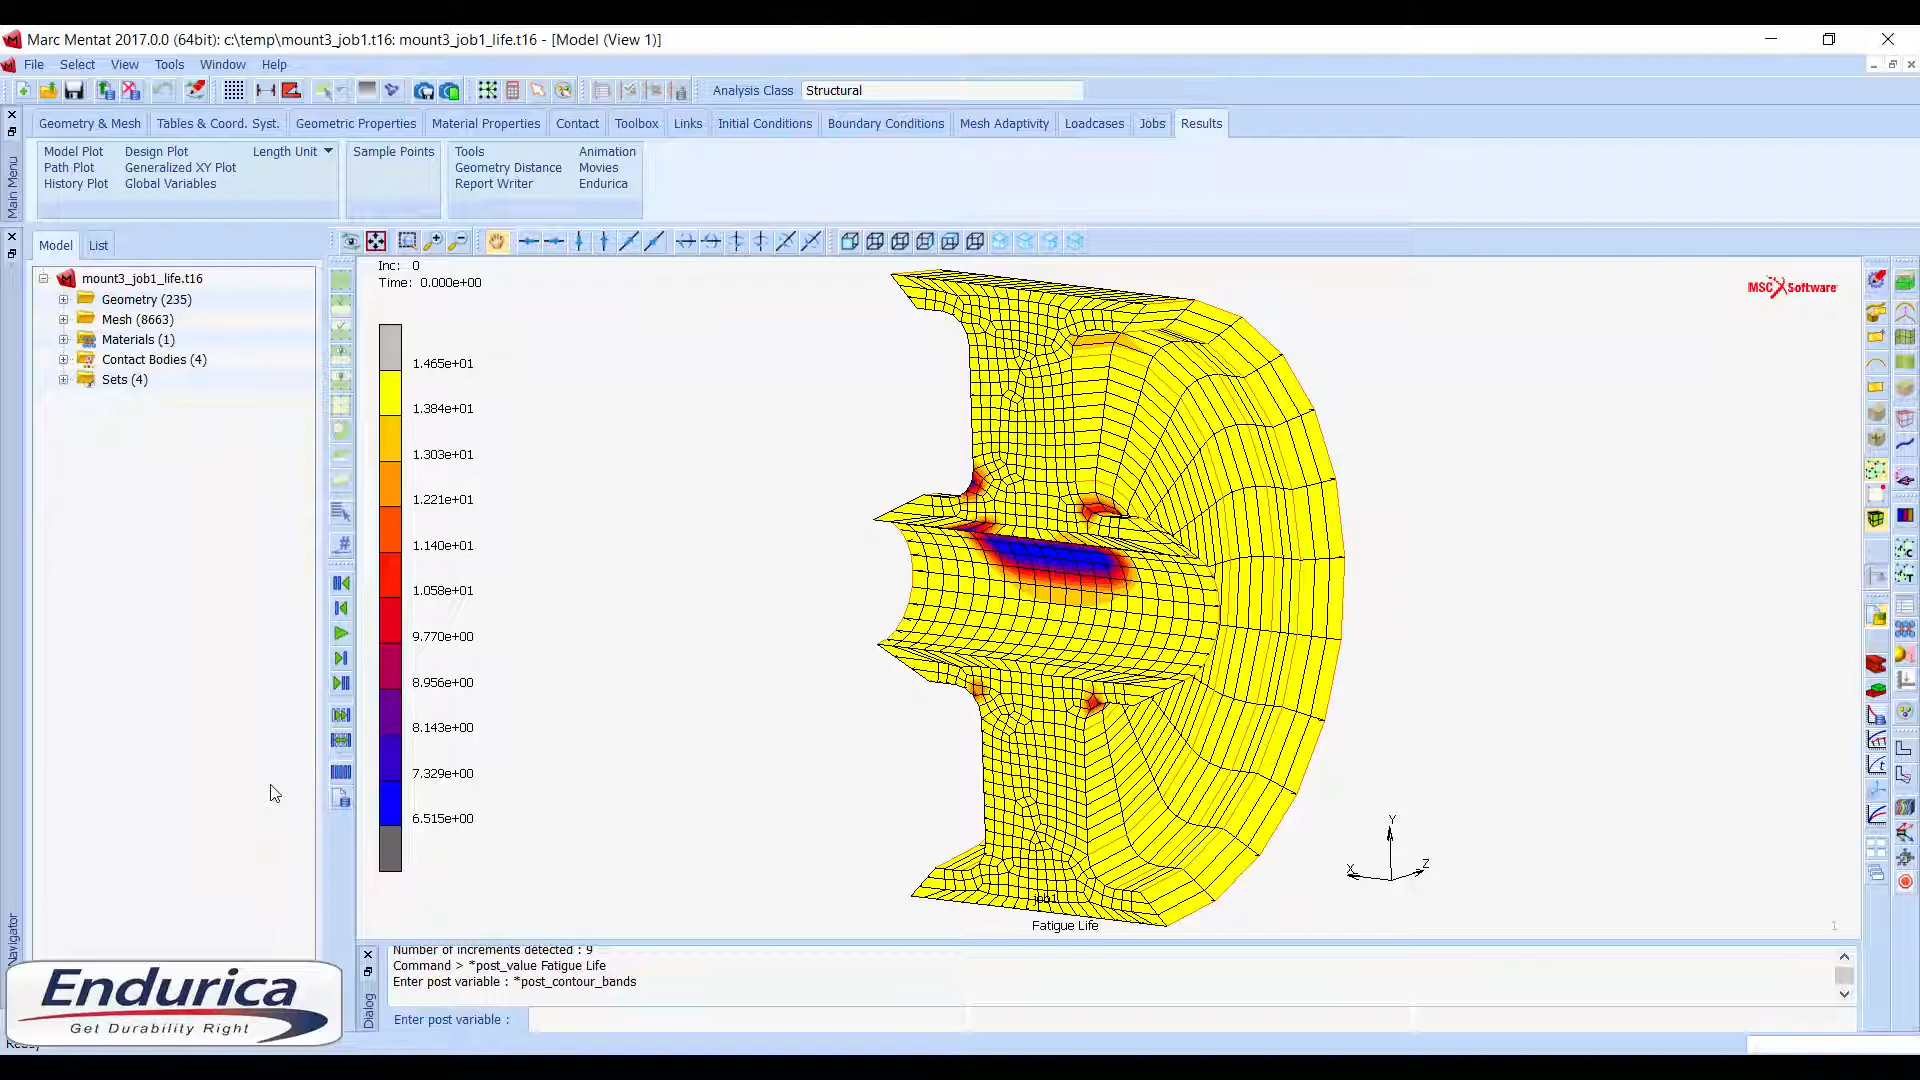 Marc Mentat 2017.0.0 (64bit): c:\temp\mount3_job1.t16: mount3_job1_life.t16 - [Model (View 1)]
File Select View Tools Window Help
Analysis Class Structural
Geometry & Mesh Tables & Coord. Syst. Geometric Properties Material Properties Contact Toolbox Links Initial Conditions Boundary Conditions Mesh Adaptivity Loadcases Jobs Results
Model Plot Design Plot Length Unit Sample Points Tools Animation
Path Plot Generalized XY Plot Geometry Distance Movies
History Plot Global Variables Report Writer Endurica
Main Menu
Model List
mount3_job1_life.t16
Geometry (235)
Mesh (8663)
Materials (1)
Contact Bodies (4)
Sets (4)
Navigator
Inc: 0
Time: 0.000e+00
1.465e+01
1.384e+01
1.303e+01
1.221e+01
1.140e+01
1.058e+01
9.770e+00
8.956e+00
8.143e+00
7.329e+00
6.515e+00
MSC Software
Y
X Z
job1
Fatigue Life
1
Number of increments detected : 9
Command > *post_value Fatigue Life
Enter post variable : *post_contour_bands
Enter post variable :
Dialog
Endurica
Get Durability Right